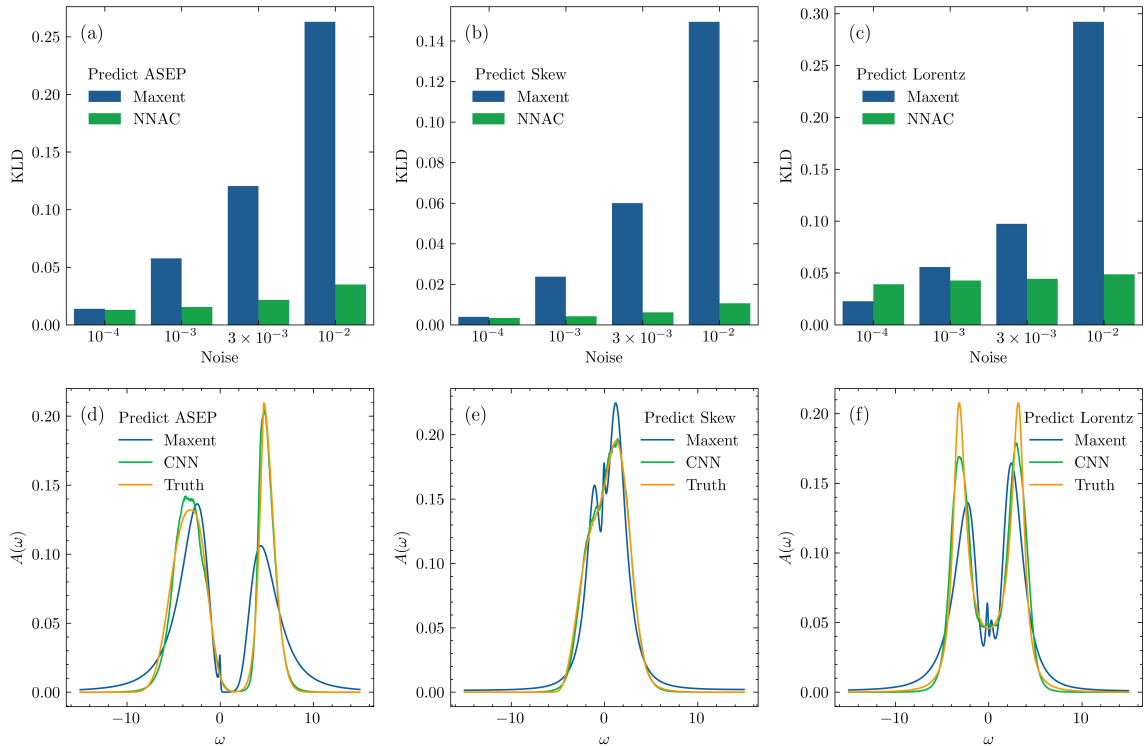 (a)
Predict ASEP
Maxent
NNAC
KLD
0.25
0.20
0.15
0.10
0.05
0.00
10⁻⁴ 10⁻³ 3 × 10⁻³ 10⁻²
Noise
(b)
Predict Skew
Maxent
NNAC
KLD
0.14
0.12
0.10
0.08
0.06
0.04
0.02
0.00
10⁻⁴ 10⁻³ 3 × 10⁻³ 10⁻²
Noise
(c)
Predict Lorentz
Maxent
NNAC
KLD
0.30
0.25
0.20
0.15
0.10
0.05
0.00
10⁻⁴ 10⁻³ 3 × 10⁻³ 10⁻²
Noise
(d)
Predict ASEP
Maxent
CNN
Truth
A(ω)
0.20
0.15
0.10
0.05
0.00
−10 0 10
ω
(e)
Predict Skew
Maxent
CNN
Truth
A(ω)
0.20
0.15
0.10
0.05
0.00
−10 0 10
ω
(f)
Predict Lorentz
Maxent
CNN
Truth
A(ω)
0.20
0.15
0.10
0.05
0.00
−10 0 10
ω